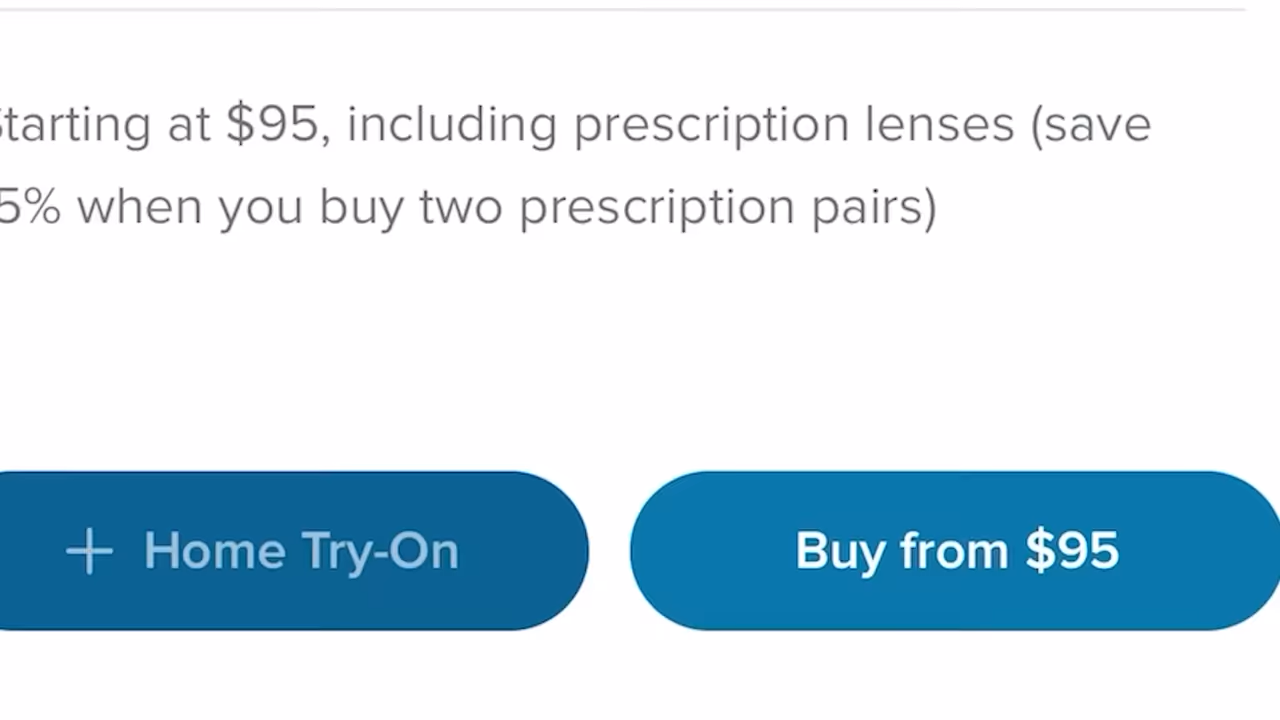 Starting at $95, including prescription lenses (save
5% when you buy two prescription pairs)
+ Home Try-On
Buy from $95